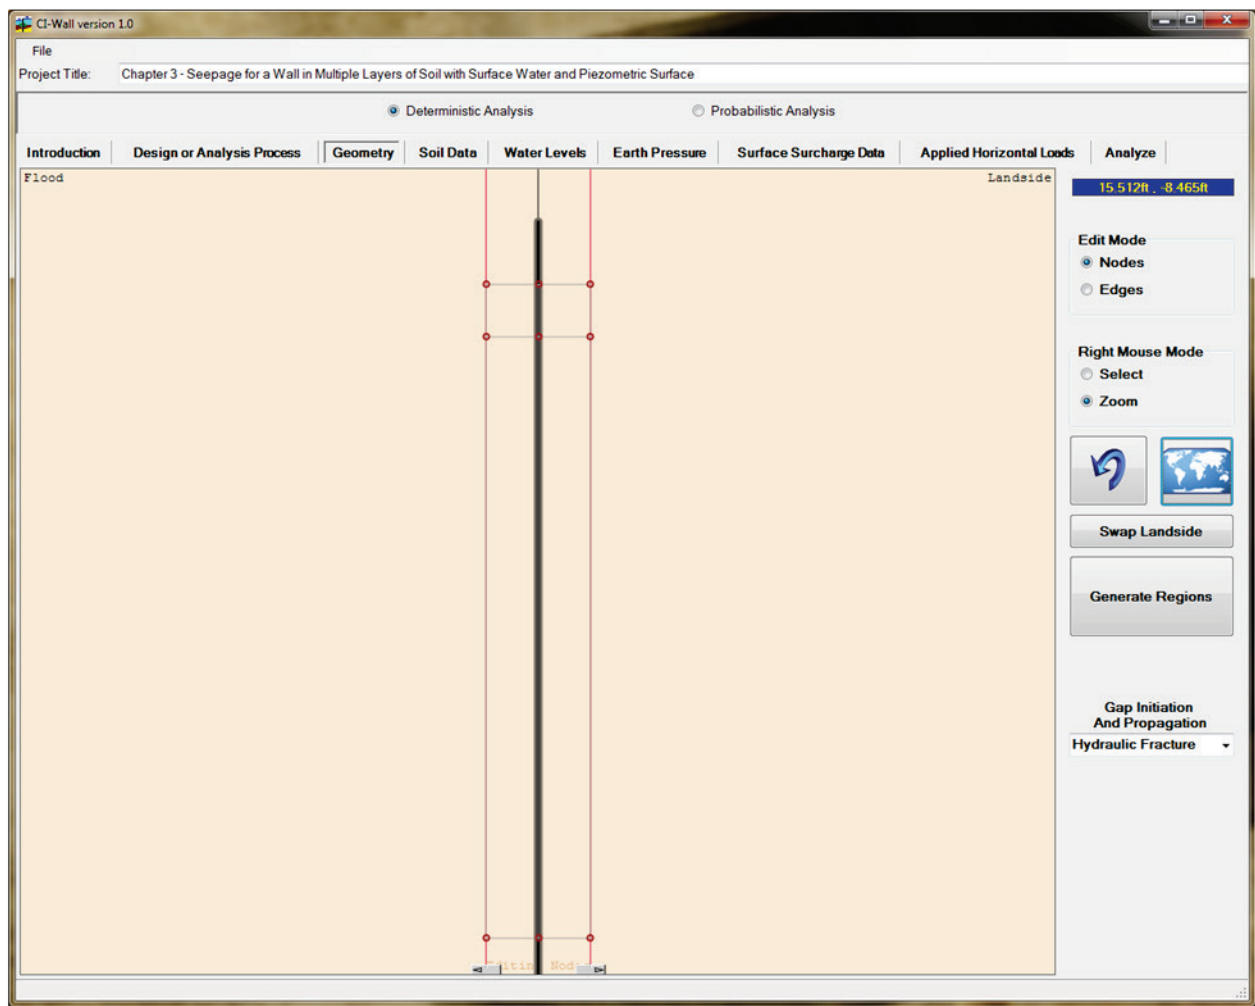 CI-Wall version 1.0
File
Project Title: Chapter 3 - Seepage for a Wall in Multiple Layers of Soil with Surface Water and Piezometric Surface
Deterministic Analysis Probabilistic Analysis
Introduction Design or Analysis Process Geometry Soil Data Water Levels Earth Pressure Surface Surcharge Data Applied Horizontal Loads Analyze
Flood Landside
15.512ft , -8.465ft
Edit Mode
Nodes
Edges
Right Mouse Mode
Select
Zoom
Swap Landside
Generate Regions
Gap Initiation
And Propagation
Hydraulic Fracture